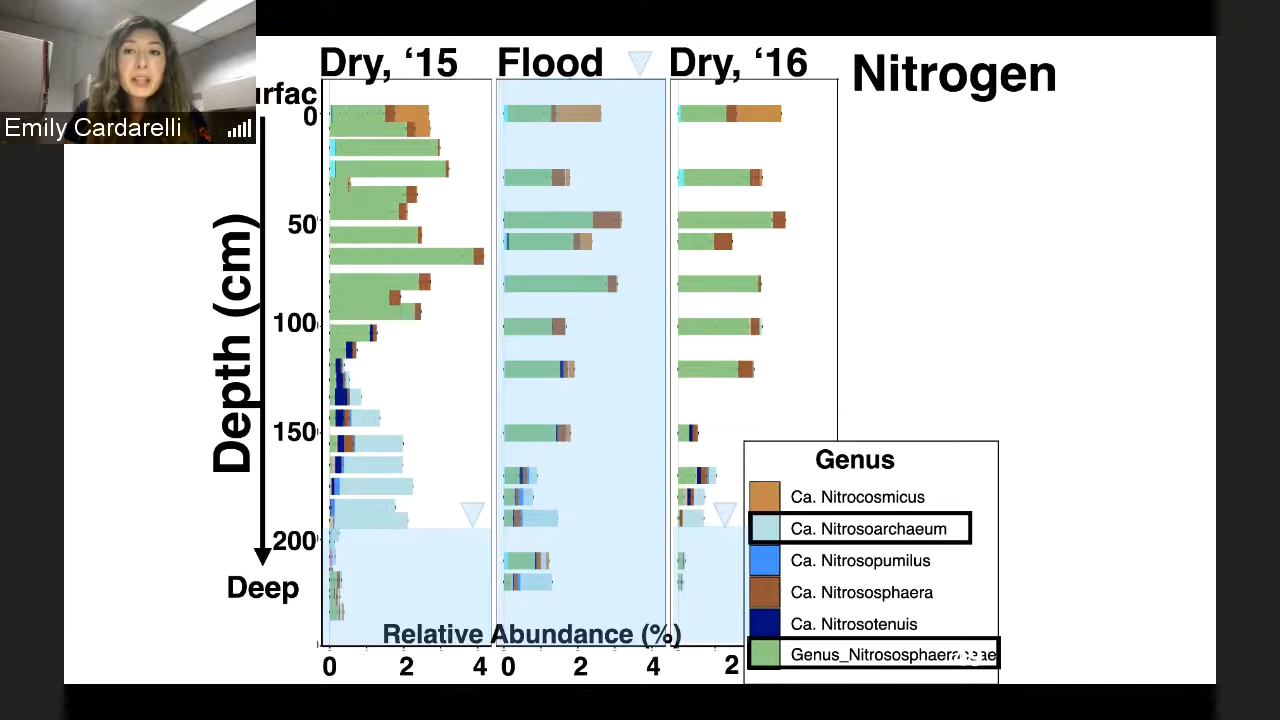 Dry, ‘15 Flood Dry, ‘16 Nitrogen
Emily Cardarelli
urfac
0
50
100
150
200
Depth (cm)
Deep
Relative Abundance (%)
0 2 4 0 4 2
Genus
Ca. Nitrocosmicus
Ca. Nitrosoarchaeum
Ca. Nitrosopumilus
Ca. Nitrososphaera
Ca. Nitrosotenuis